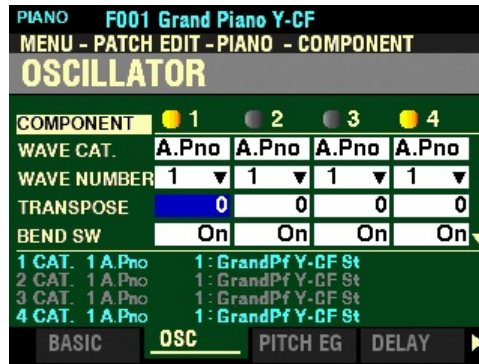 PIANO F001 Grand Piano Y-CF
MENU - PATCH EDIT - PIANO - COMPONENT
OSCILLATOR
COMPONENT 1 2 3 4
WAVE CAT. A.Pno A.Pno A.Pno A.Pno
WAVE NUMBER 1 ▼ 1 ▼ 1 ▼ 1 ▼
TRANSPOSE 0 0 0 0
BEND SW On On On On
1 CAT. 1 A.Pno 1: GrandPf Y-CF St
2 CAT. 1 A.Pno 1: GrandPf Y-CF St
3 CAT. 1 A.Pno 1: GrandPf Y-CF St
4 CAT. 1 A.Pno 1: GrandPf Y-CF St
BASIC OSC PITCH EG DELAY